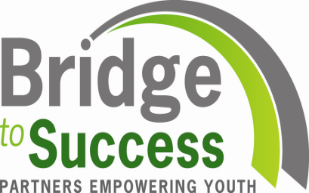 Bridge
to Success
PARTNERS EMPOWERING YOUTH